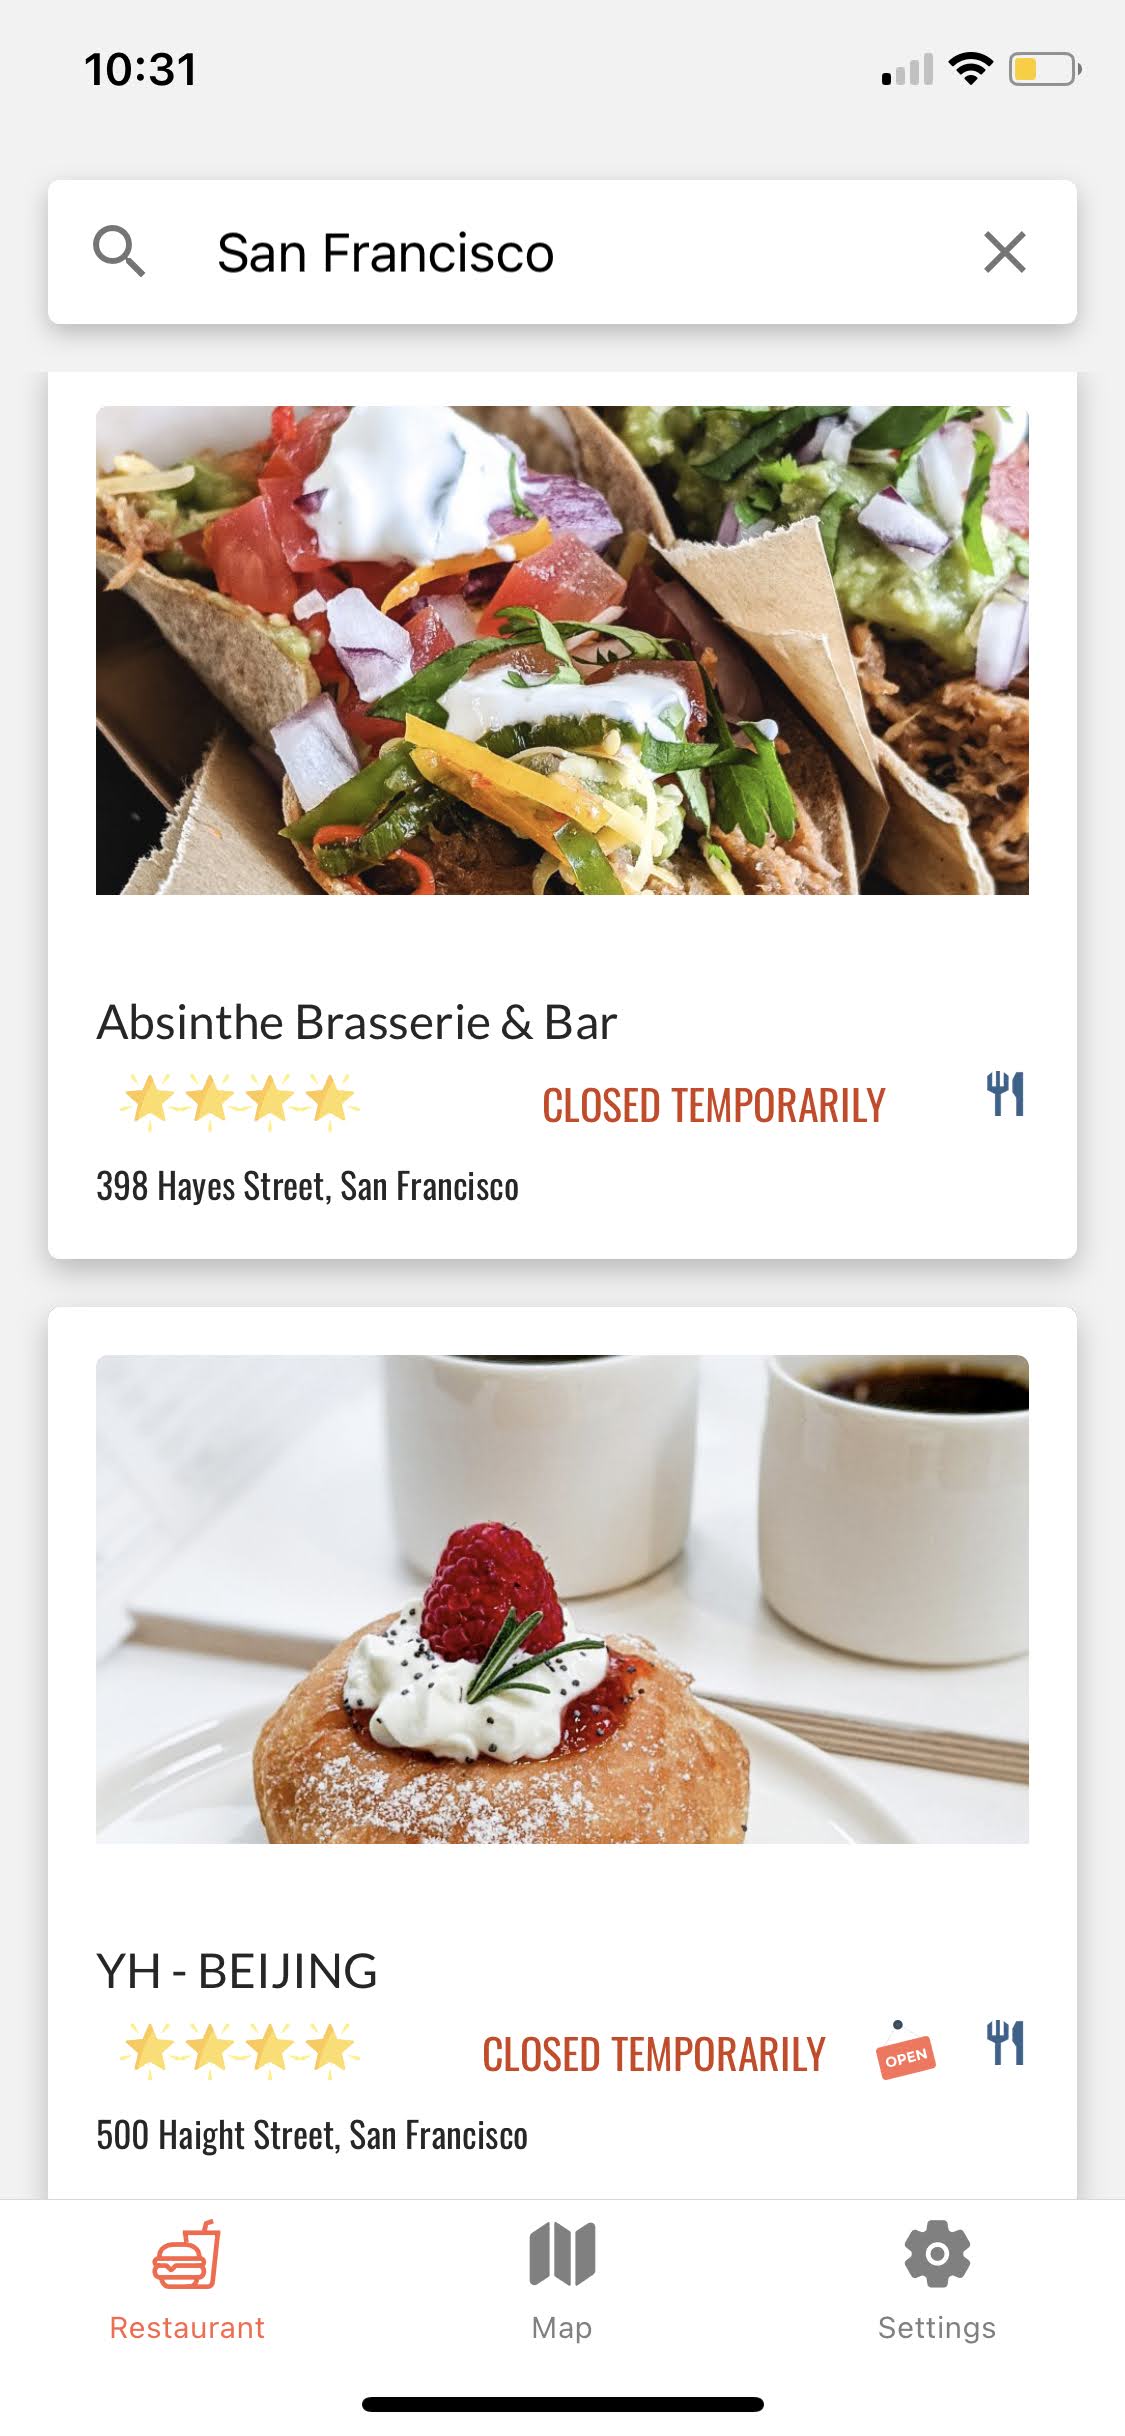 10:31
San Francisco
Absinthe Brasserie & Bar
CLOSED TEMPORARILY
398 Hayes Street, San Francisco
YH - BEIJING
CLOSED TEMPORARILY OPEN
500 Haight Street, San Francisco
Restaurant Map Settings